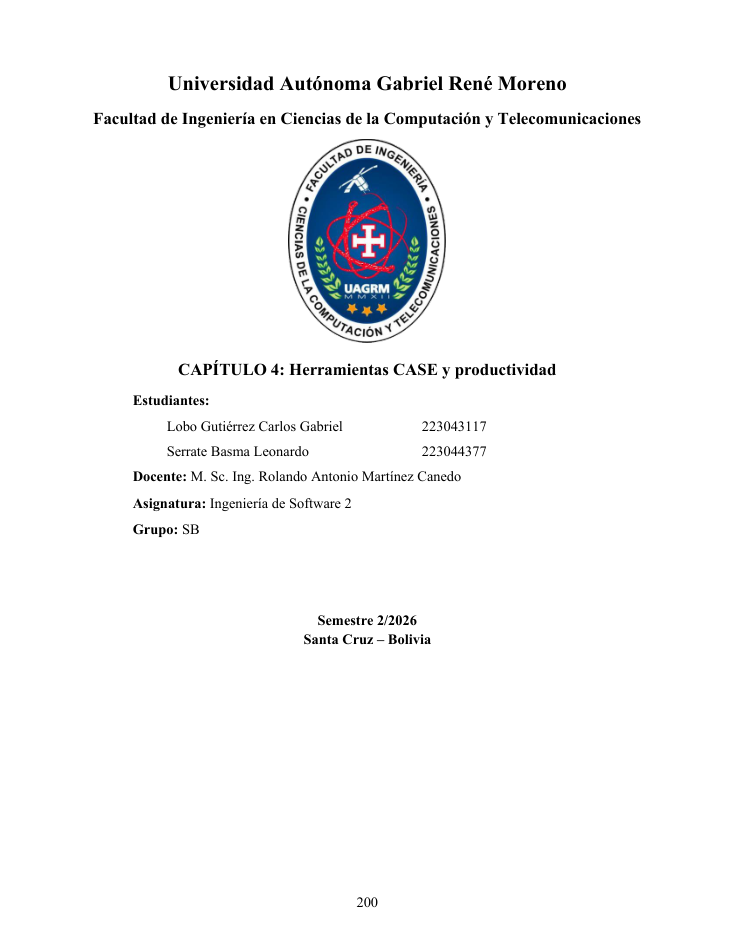 Universidad Autónoma Gabriel René Moreno
Facultad de Ingeniería en Ciencias de la Computación y Telecomunicaciones
• FACULTAD DE INGENIERÍA •
CIENCIAS DE LA COMPUTACIÓN Y TELECOMUNICACIONES
UAGRM
MMXII
CAPÍTULO 4: Herramientas CASE y productividad
Estudiantes:
Lobo Gutiérrez Carlos Gabriel 223043117
Serrate Basma Leonardo 223044377
Docente: M. Sc. Ing. Rolando Antonio Martínez Canedo
Asignatura: Ingeniería de Software 2
Grupo: SB
Semestre 2/2026
Santa Cruz – Bolivia
200